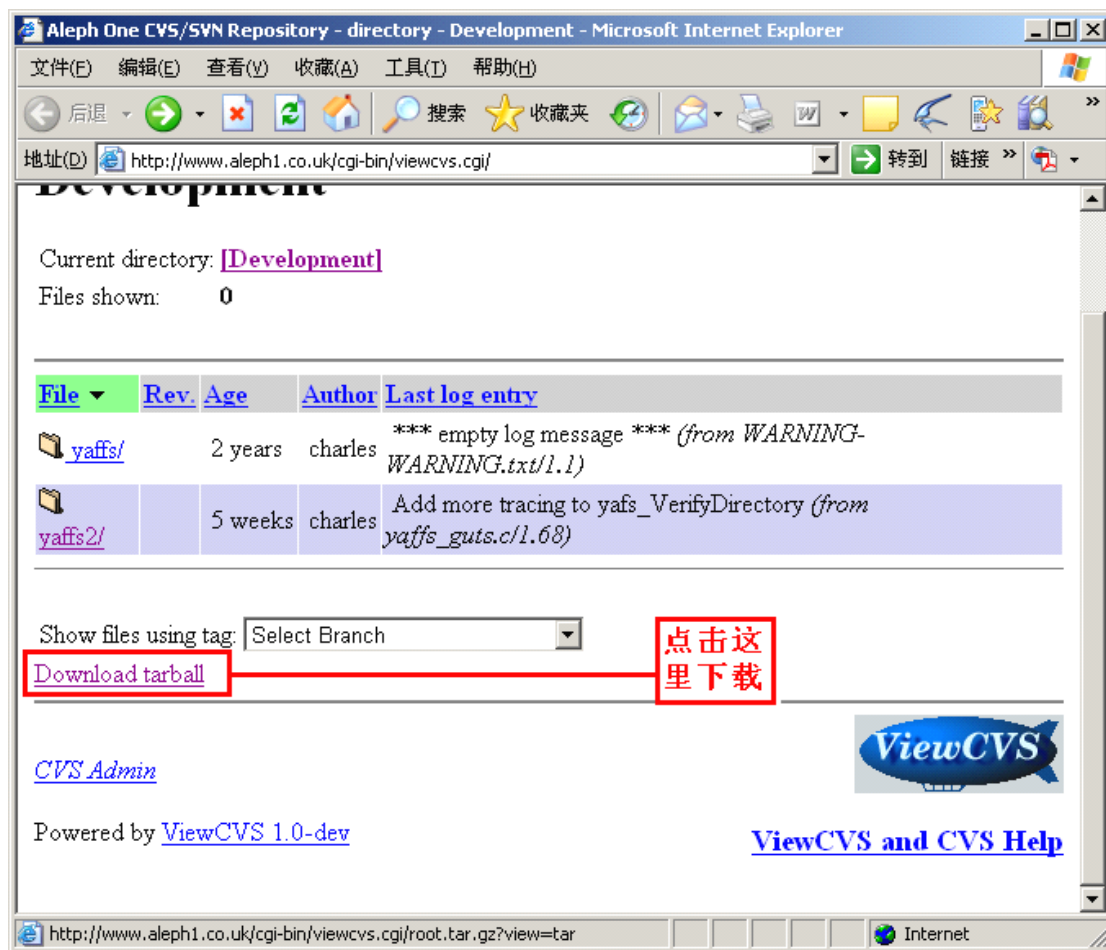 Aleph One CVS/SVN Repository - directory - Development - Microsoft Internet Explorer
文件(F) 编辑(E) 查看(V) 收藏(A) 工具(T) 帮助(H)
后退 搜索 收藏夹 »
地址(D) http://www.aleph1.co.uk/cgi-bin/viewcvs.cgi/ 转到 链接 »
Development
Current directory: [Development]
Files shown: 0
File Rev. Age Author Last log entry
yaffs/ 2 years charles *** empty log message *** (from WARNING-
WARNING.txt/1.1)
yaffs2/ 5 weeks charles Add more tracing to yafs_VerifyDirectory (from
yaffs_guts.c/1.68)
Show files using tag: Select Branch
点击这
里下载
Download tarball
ViewCVS
CVS Admin
Powered by ViewCVS 1.0-dev
ViewCVS and CVS Help
http://www.aleph1.co.uk/cgi-bin/viewcvs.cgi/root.tar.gz?view=tar Internet